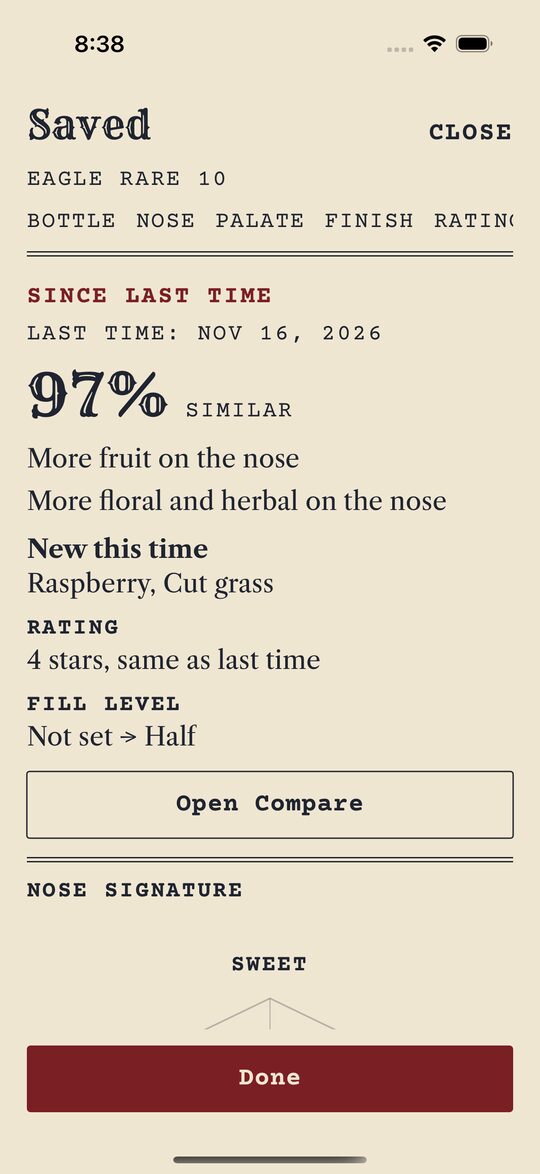 8:38
Saved
CLOSE
EAGLE RARE 10
BOTTLE NOSE PALATE FINISH RATING
SINCE LAST TIME
LAST TIME: NOV 16, 2026
97% SIMILAR
More fruit on the nose
More floral and herbal on the nose
New this time
Raspberry, Cut grass
RATING
4 stars, same as last time
FILL LEVEL
Not set → Half
Open Compare
NOSE SIGNATURE
SWEET
Done